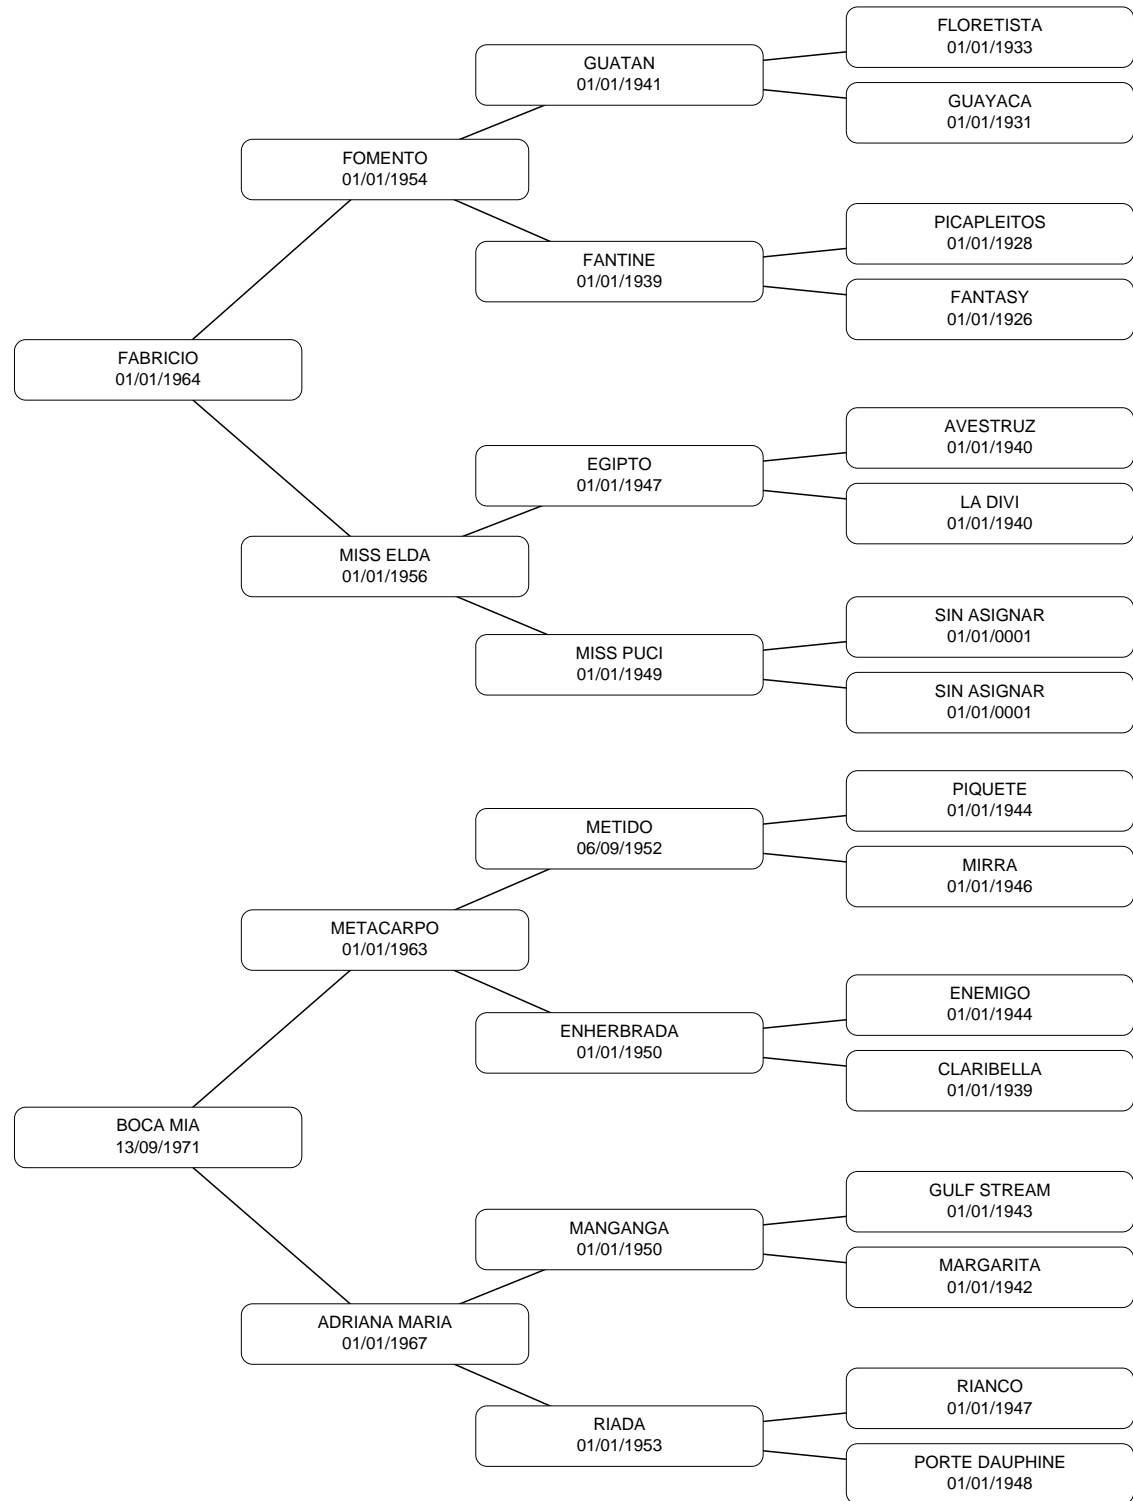 FLORETISTA
01/01/1933
GUATAN
01/01/1941
GUAYACA
01/01/1931
FOMENTO
01/01/1954
PICAPLEITOS
01/01/1928
FANTINE
01/01/1939
FANTASY
01/01/1926
FABRICIO
01/01/1964
AVESTRUZ
01/01/1940
EGIPTO
01/01/1947
LA DIVI
01/01/1940
MISS ELDA
01/01/1956
SIN ASIGNAR
01/01/0001
MISS PUCI
01/01/1949
SIN ASIGNAR
01/01/0001
PIQUETE
01/01/1944
METIDO
06/09/1952
MIRRA
01/01/1946
METACARPO
01/01/1963
ENEMIGO
01/01/1944
ENHERBRADA
01/01/1950
CLARIBELLA
01/01/1939
BOCA MIA
13/09/1971
GULF STREAM
01/01/1943
MANGANGA
01/01/1950
MARGARITA
01/01/1942
ADRIANA MARIA
01/01/1967
RIANCO
01/01/1947
RIADA
01/01/1953
PORTE DAUPHINE
01/01/1948